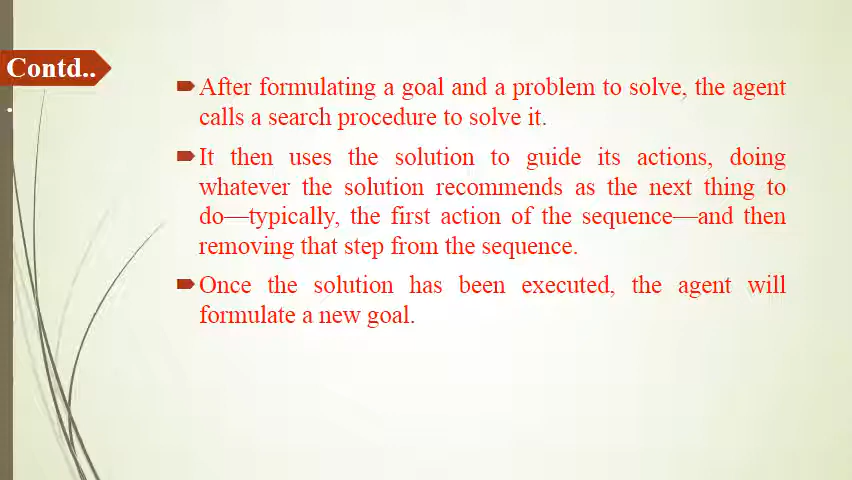 Contd..
.
After formulating a goal and a problem to solve, the agent
calls a search procedure to solve it.
It then uses the solution to guide its actions, doing
whatever the solution recommends as the next thing to
do—typically, the first action of the sequence—and then
removing that step from the sequence.
Once the solution has been executed, the agent will
formulate a new goal.